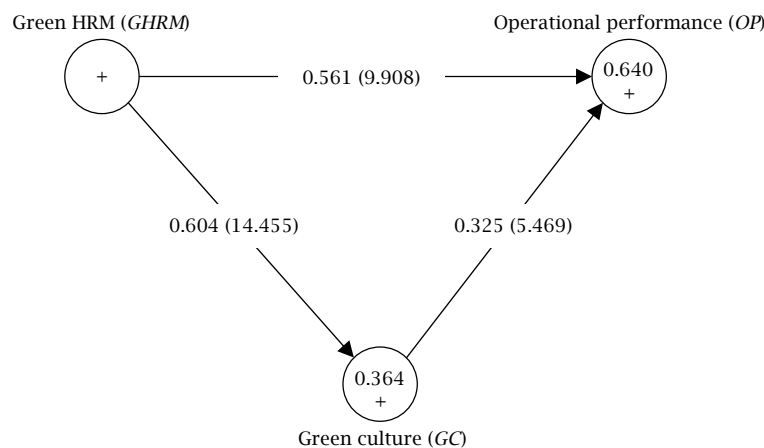 Green HRM (GHRM)
Operational performance (OP)
+
0.561 (9.908)
0.640
+
0.604 (14.455)
0.325 (5.469)
0.364
+
Green culture (GC)